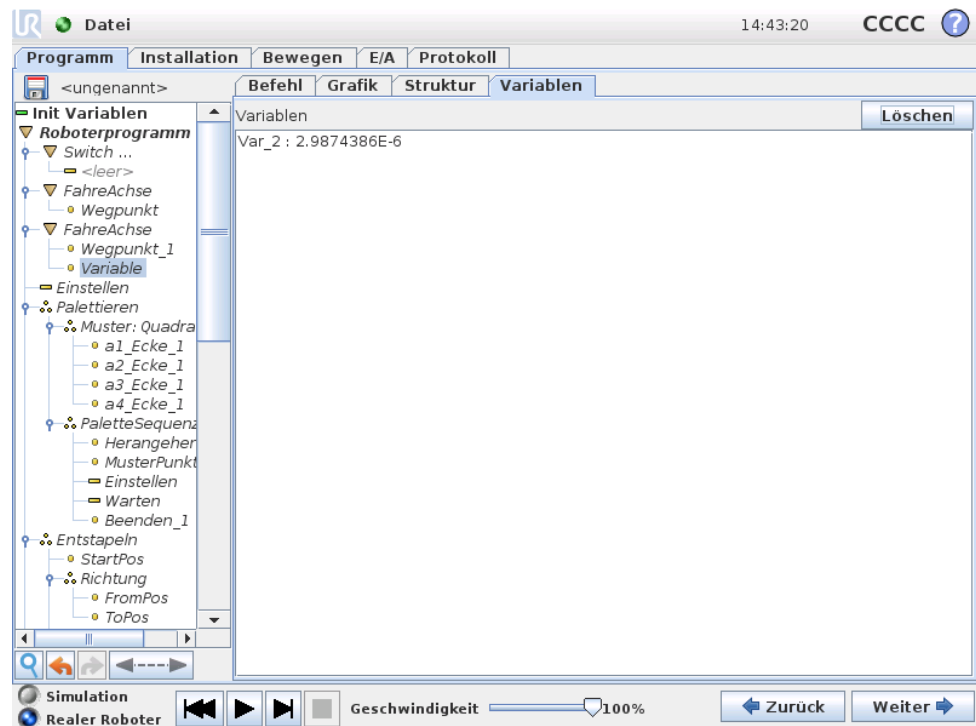 UR Datei 14:43:20 CCCC ?
Programm Installation Bewegen E/A Protokoll
<ungenannt>
Befehl Grafik Struktur Variablen
Init Variablen
Roboterprogramm
Switch ...
<leer>
FahreAchse
Wegpunkt
FahreAchse
Wegpunkt_1
Variable
Einstellen
Palettieren
Muster: Quadra
a1_Ecke_1
a2_Ecke_1
a3_Ecke_1
a4_Ecke_1
PaletteSequenz
Herangehen
MusterPunkt
Einstellen
Warten
Beenden_1
Entstapeln
StartPos
Richtung
FromPos
ToPos
Variablen Löschen
Var_2 : 2.9874386E-6
Simulation
Realer Roboter
Geschwindigkeit 100%
Zurück Weiter